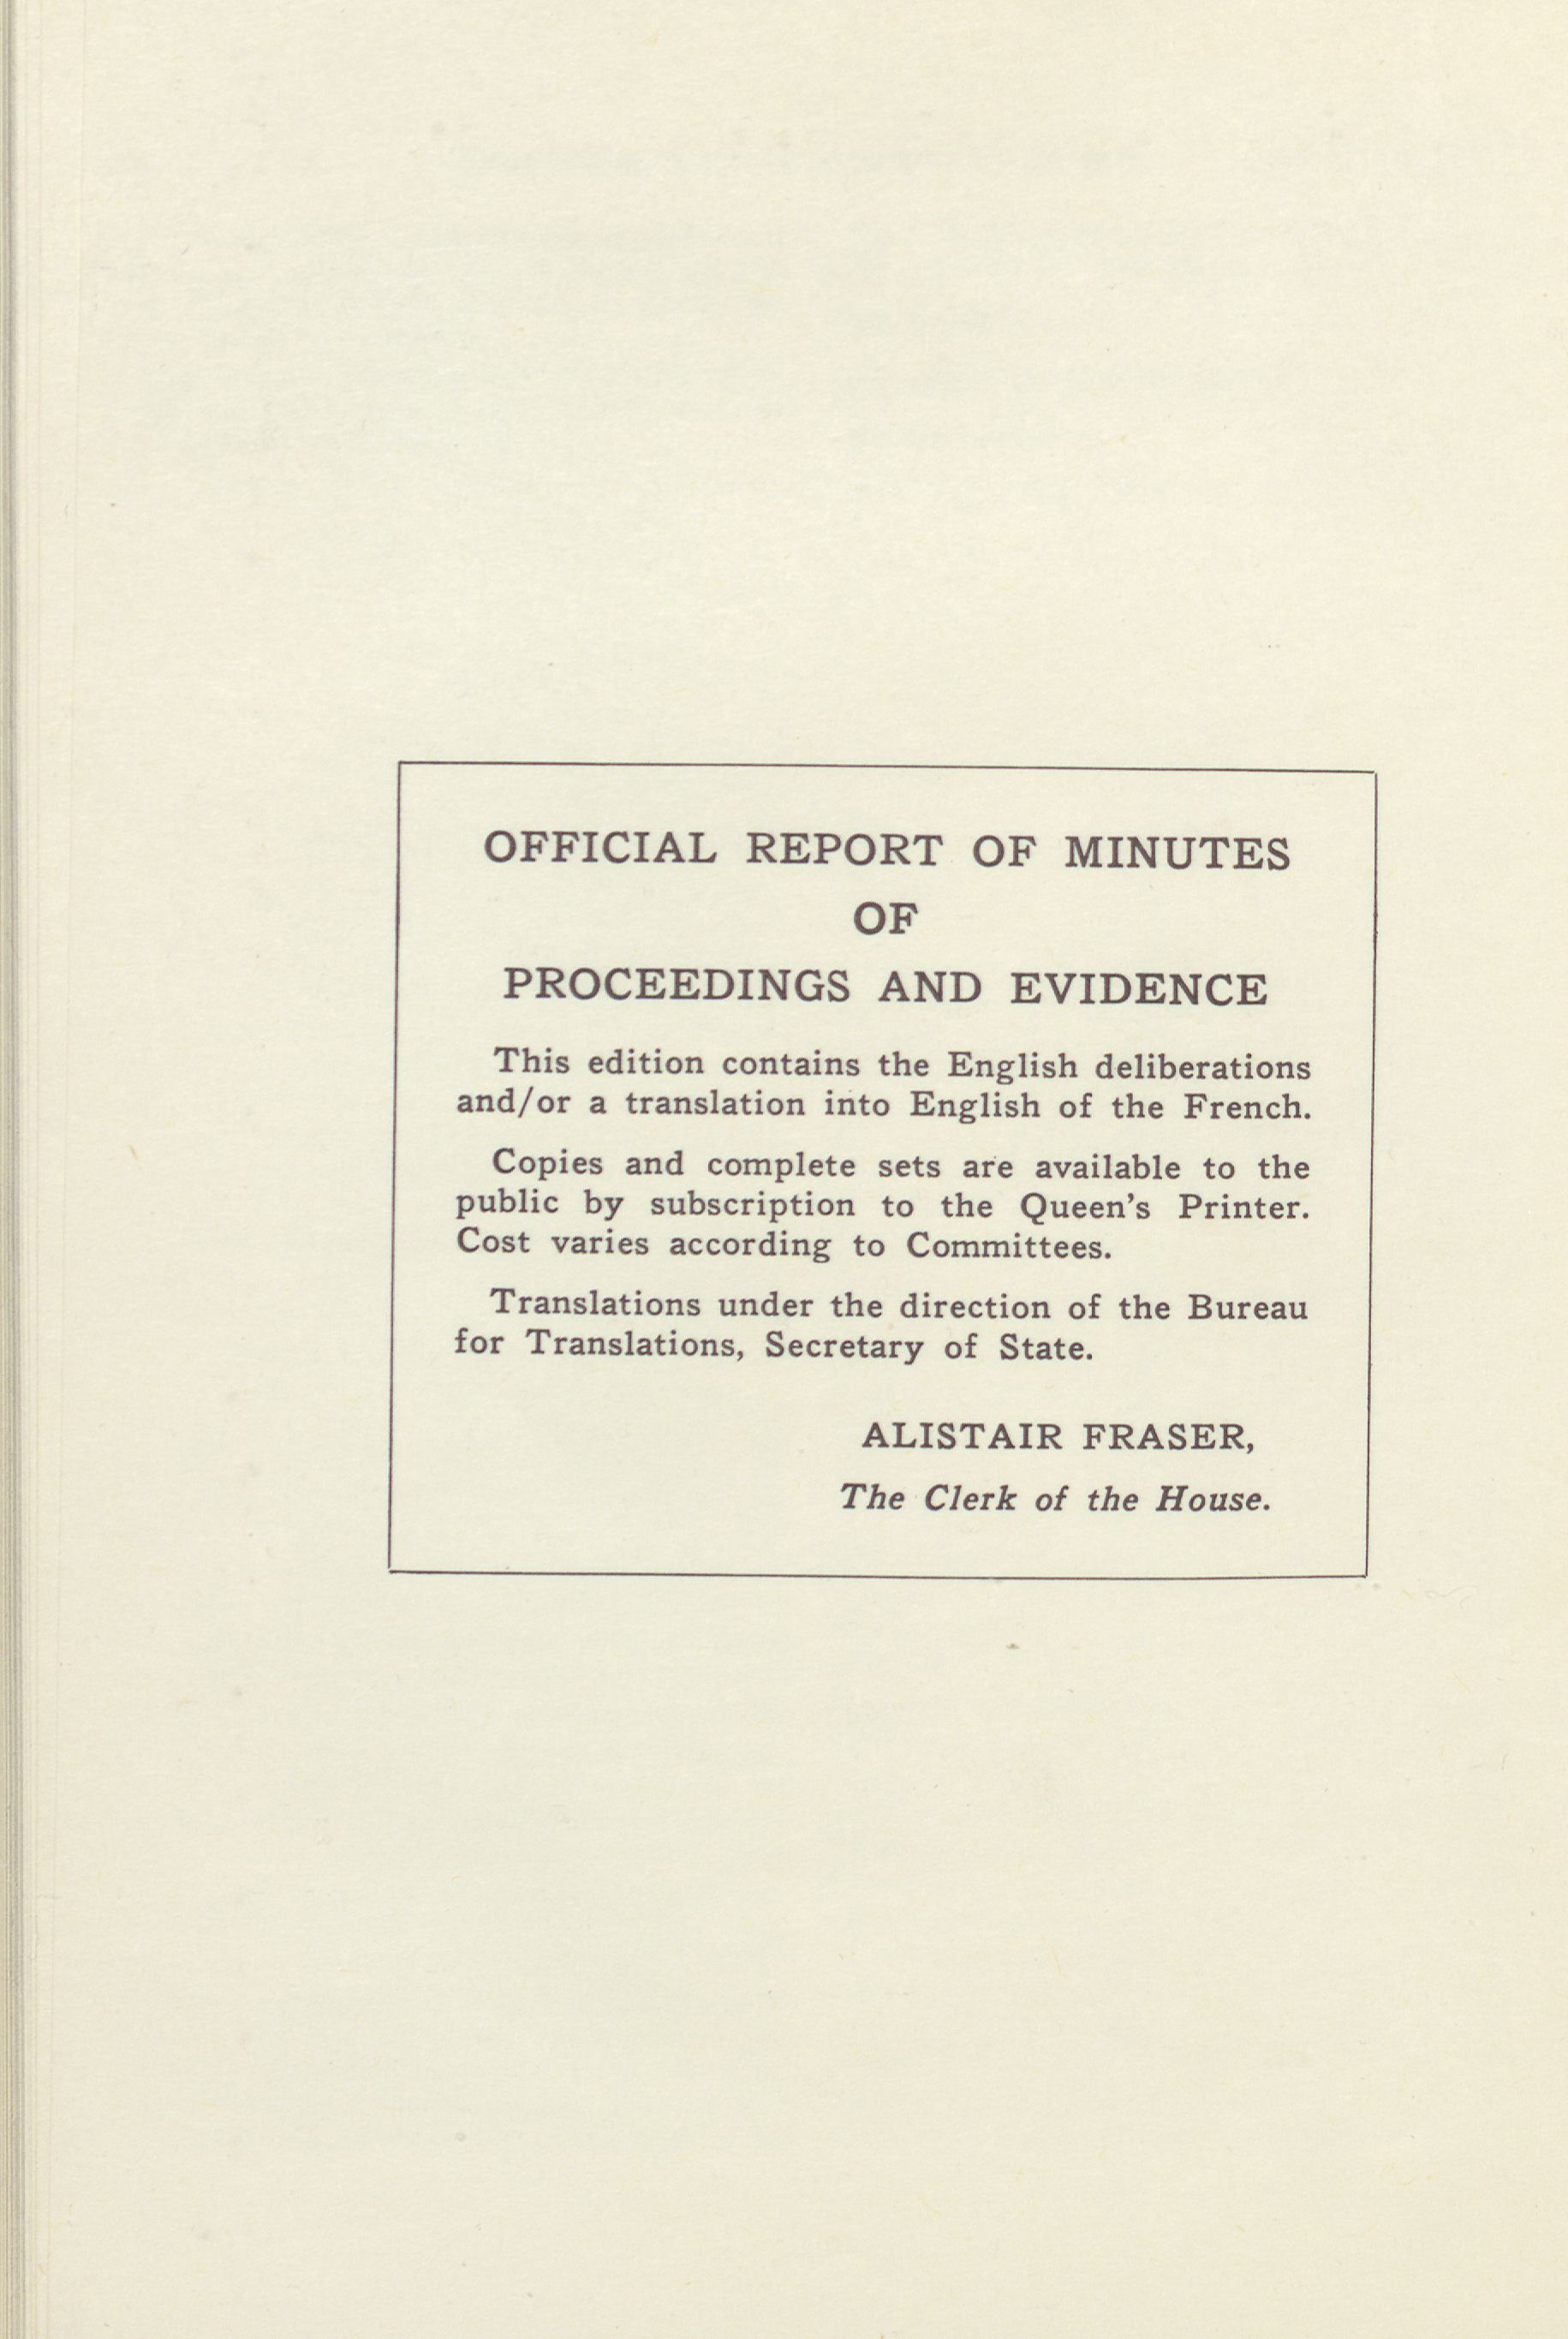 OFFICIAL REPORT OF MINUTES
OF
PROCEEDINGS AND EVIDENCE
This edition contains the English deliberations
and/or a translation into English of the French.
Copies and complete sets are available to the
public by subscription to the Queen's Printer.
Cost varies according to Committees.
Translations under the direction of the Bureau
for Translations, Secretary of State.
ALISTAIR FRASER,
The Clerk of the House.